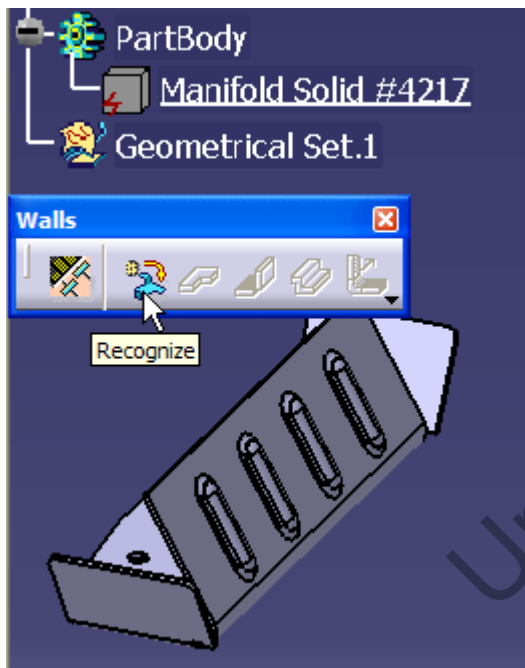 PartBody
Manifold Solid #4217
Geometrical Set.1
Walls
Recognize